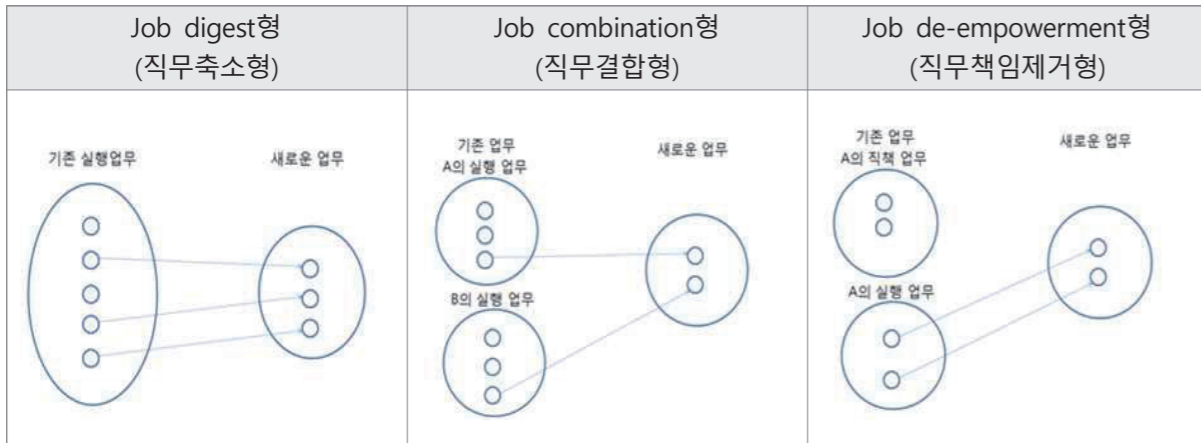 Job digest형
(직무축소형)
Job combination형
(직무결합형)
Job de-empowerment형
(직무책임제거형)
기존 실행업무
새로운 업무
기존 업무
A의 실행 업무
새로운 업무
B의 실행 업무
기존 업무
A의 직책 업무
새로운 업무
A의 실행 업무